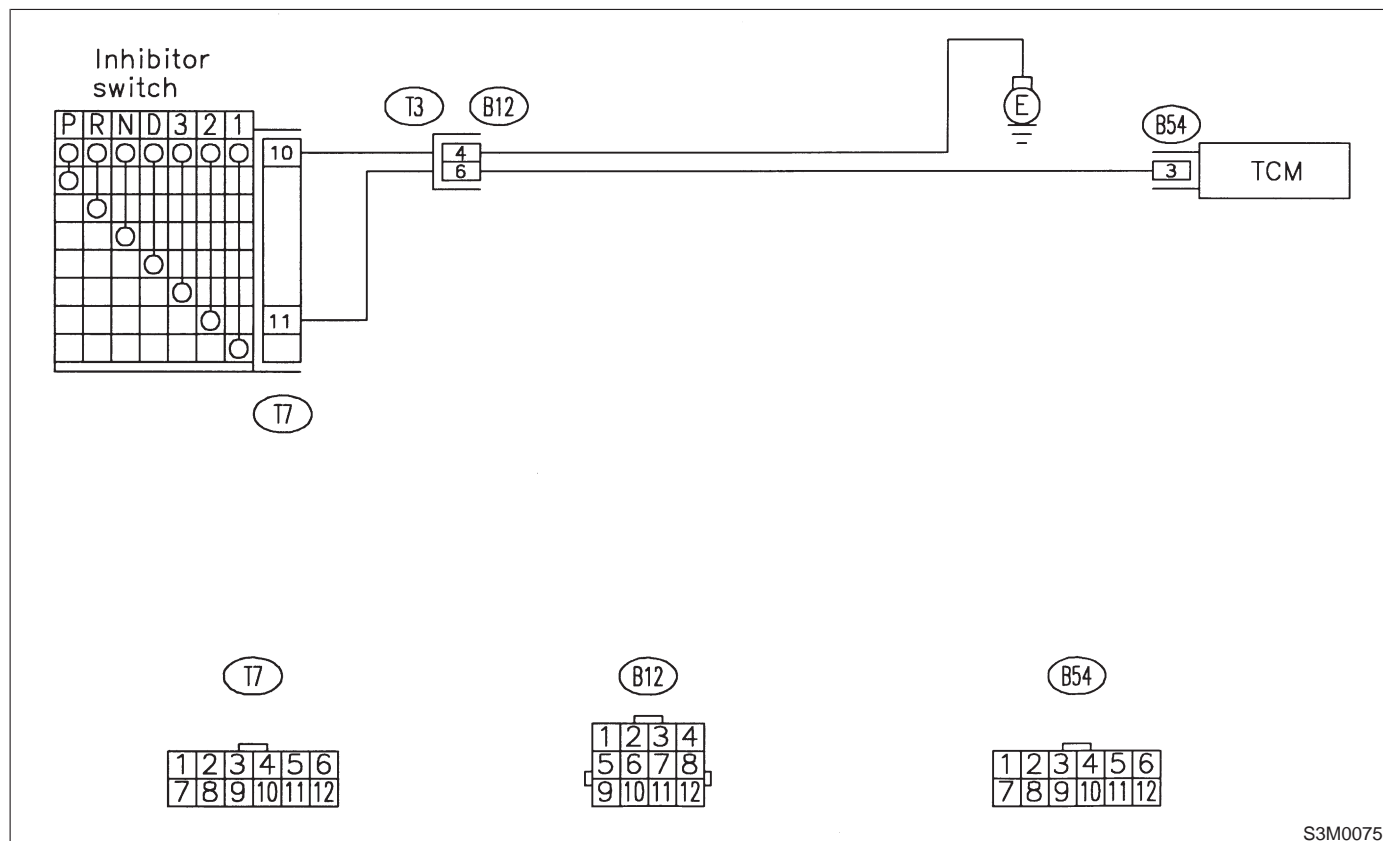 Inhibitor
switch
P R N D 3 2 1
T3 B12
E
B54
10
4
6
3 TCM
11
T7
T7 B12 B54
1 2 3 4 5 6
7 8 9 10 11 12
1 2 3 4
5 6 7 8
9 10 11 12
1 2 3 4 5 6
7 8 9 10 11 12
S3M0075